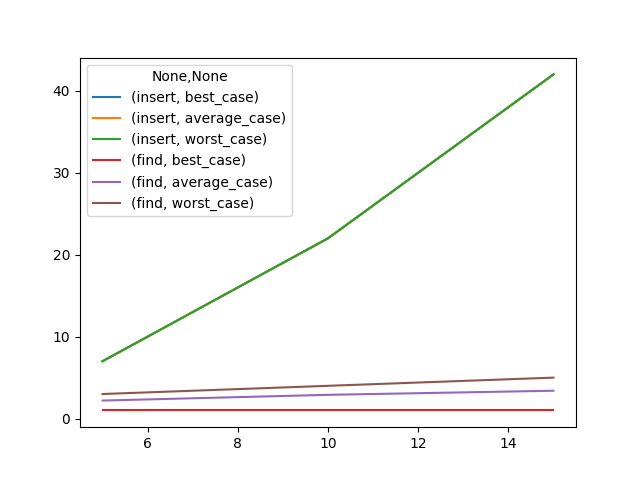 None,None
(insert, best_case)
(insert, average_case)
(insert, worst_case)
(find, best_case)
(find, average_case)
(find, worst_case)
40
30
20
10
0
6 8 10 12 14